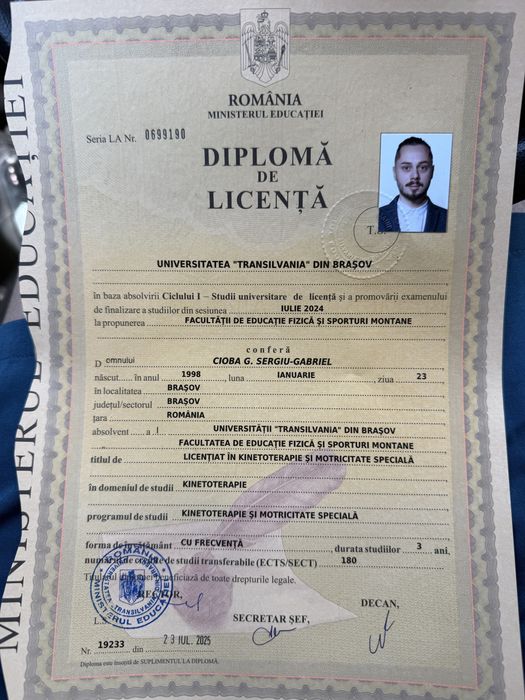 MINISTERUL EDUCAȚIEI
ROMÂNIA
MINISTERUL EDUCAȚIEI
Seria LA Nr. 0699190
DIPLOMĂ
DE
LICENȚĂ
T.S.
UNIVERSITATEA "TRANSILVANIA" DIN BRAȘOV
în baza absolvirii Ciclului I – Studii universitare de licență și a promovării examenului
de finalizare a studiilor din sesiunea IULIE 2024
la propunerea FACULTĂȚII DE EDUCAȚIE FIZICĂ ȘI SPORTURI MONTANE
conferă
D omnului CIOBA G. SERGIU-GABRIEL
născut...... în anul 1998, luna IANUARIE, ziua 23
în localitatea BRAȘOV
județul/sectorul BRAȘOV
țara ROMÂNIA
absolvent ..... a l UNIVERSITĂȚII "TRANSILVANIA" DIN BRAȘOV
FACULTATEA DE EDUCAȚIE FIZICĂ ȘI SPORTURI MONTANE
titlul de LICENȚIAT ÎN KINETOTERAPIE ȘI MOTRICITATE SPECIALĂ
în domeniul de studii KINETOTERAPIE
programul de studii KINETOTERAPIE ȘI MOTRICITATE SPECIALĂ
forma de învățământ CU FRECVENȚĂ, durata studiilor 3 ani,
numărul de credite de studii transferabile (ECTS/SECT) 180
Titularul diplomei beneficiază de toate drepturile legale.
RECTOR,
SECRETAR ȘEF,
DECAN,
ROMÂNIA
MINISTERUL EDUCAȚIEI
Nr. 19233 din 23 IUL. 2025
Diploma este însoțită de SUPLIMENTUL LA DIPLOMĂ.